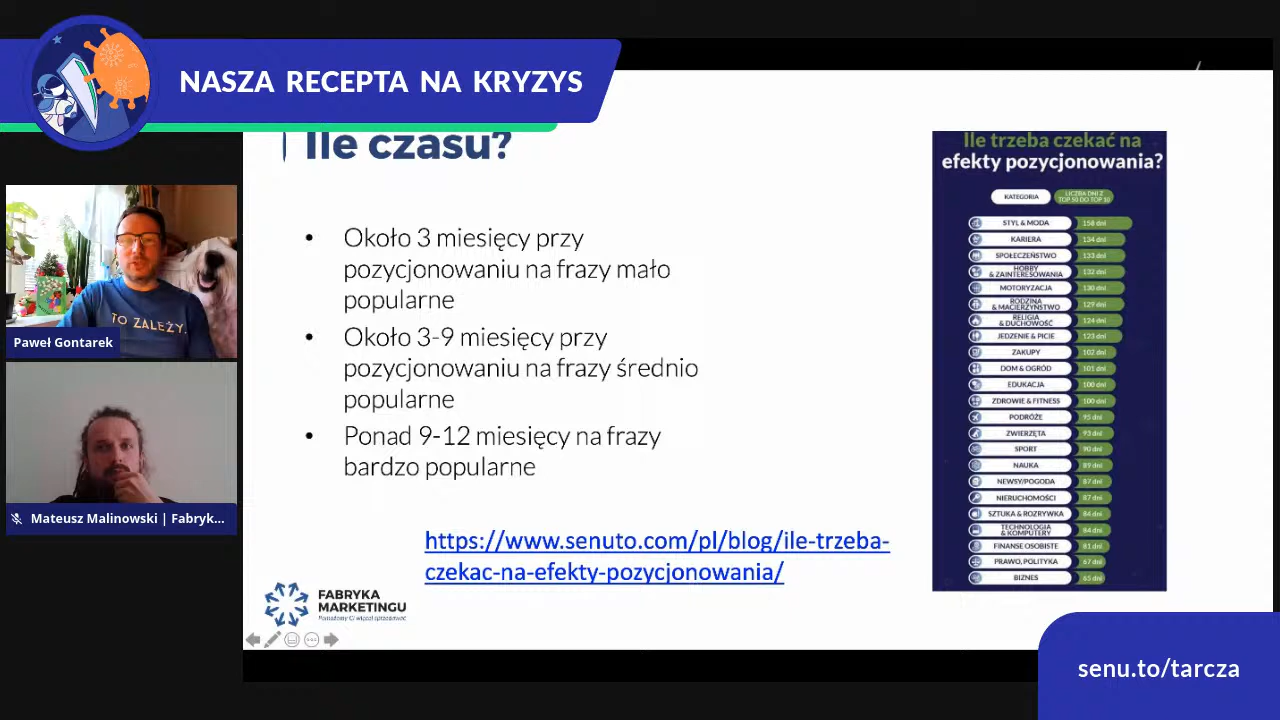 NASZA RECEPTA NA KRYZYS
Ile czasu?
TO ZALEŻY.
Paweł Gontarek
Mateusz Malinowski | Fabryk...
• Około 3 miesięcy przy
pozycjonowaniu na frazy mało
popularne
• Około 3-9 miesięcy przy
pozycjonowaniu na frazy średnio
popularne
• Ponad 9-12 miesięcy na frazy
bardzo popularne
https://www.senuto.com/pl/blog/ile-trzeba-
czekac-na-efekty-pozycjonowania/
FABRYKA
MARKETINGU
Pomożemy Ci więcej sprzedawać
Ile trzeba czekać na
efekty pozycjonowania?
KATEGORIA
LICZBA DNI Z
TOP 50 DO TOP 10
STYL & MODA 158 dni
KARIERA 134 dni
SPOŁECZEŃSTWO 133 dni
HOBBY
& ZAINTERESOWANIA 132 dni
MOTORYZACJA 130 dni
RODZINA
& MACIERZYŃSTWO 129 dni
RELIGIA
& DUCHOWOŚĆ 124 dni
JEDZENIE & PICIE 123 dni
ZAKUPY 102 dni
DOM & OGRÓD 101 dni
EDUKACJA 100 dni
ZDROWIE & FITNESS 100 dni
PODRÓŻE 95 dni
ZWIERZĘTA 93 dni
SPORT 90 dni
NAUKA 89 dni
NEWSY/POGODA 87 dni
NIERUCHOMOŚCI 87 dni
SZTUKA & ROZRYWKA 84 dni
TECHNOLOGIA
& KOMPUTERY 84 dni
FINANSE OSOBISTE 81 dni
PRAWO, POLITYKA 67 dni
BIZNES 65 dni
senu.to/tarcza